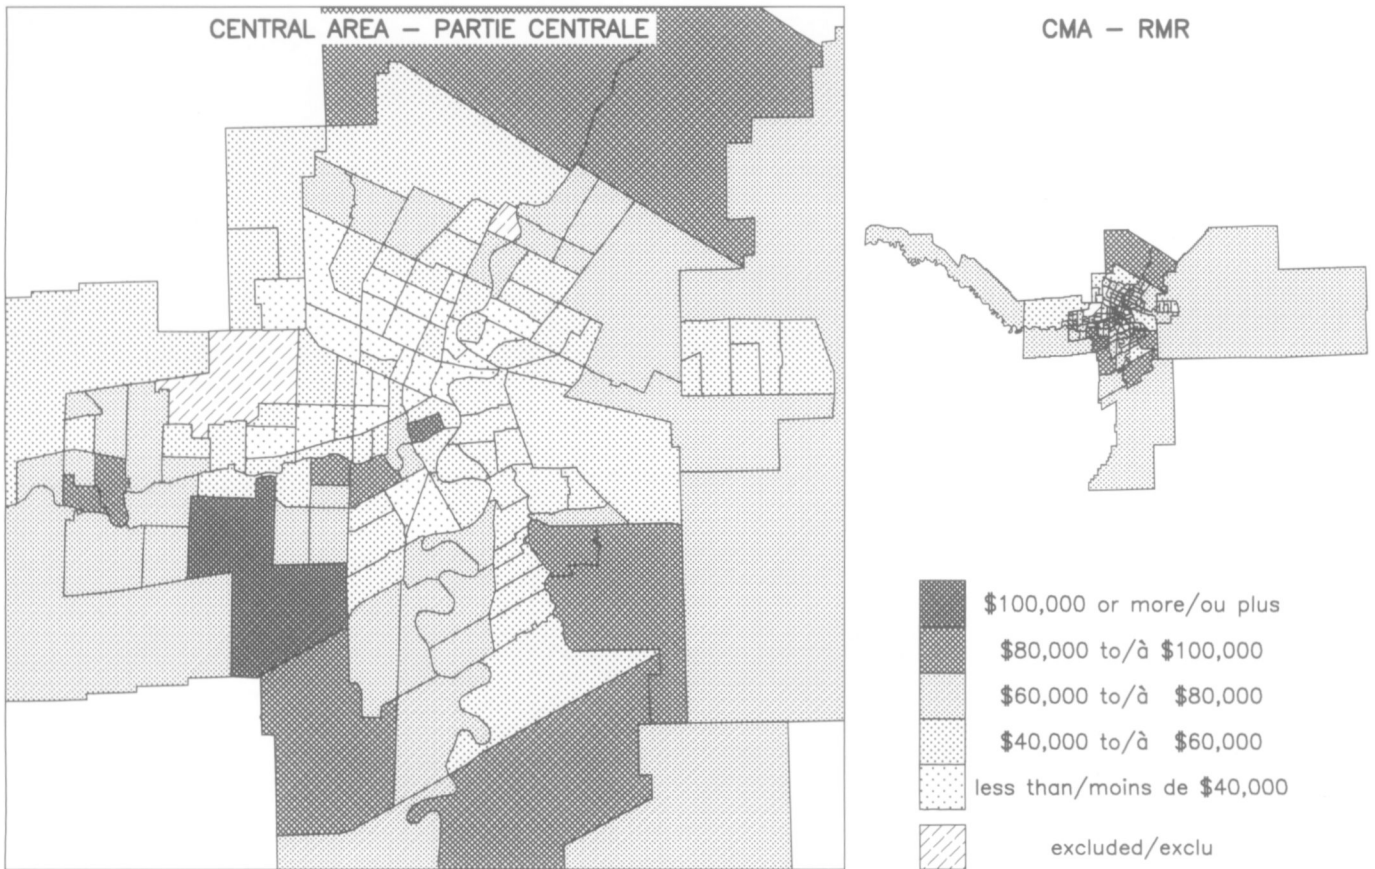 CENTRAL AREA – PARTIE CENTRALE
CMA – RMR
$100,000 or more/ou plus
$80,000 to/à $100,000
$60,000 to/à $80,000
$40,000 to/à $60,000
less than/moins de $40,000
excluded/exclu